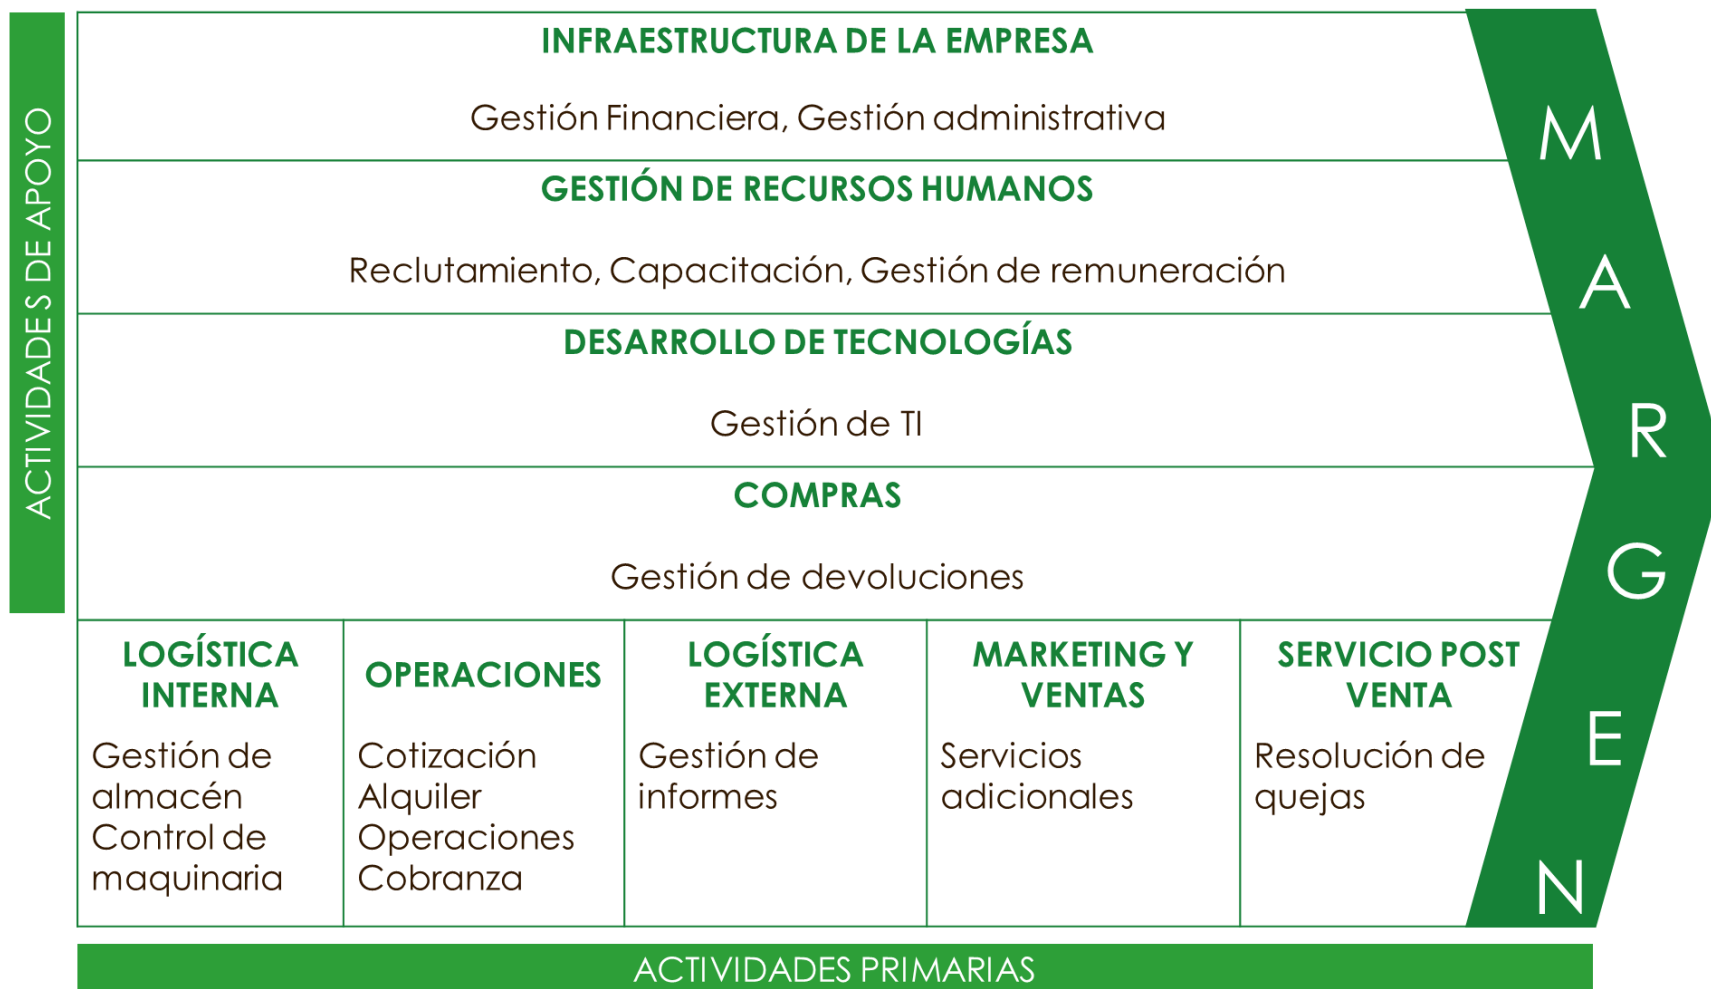 ACTIVIDADES DE APOYO
INFRAESTRUCTURA DE LA EMPRESA
Gestión Financiera, Gestión administrativa
GESTIÓN DE RECURSOS HUMANOS
Reclutamiento, Capacitación, Gestión de remuneración
DESARROLLO DE TECNOLOGÍAS
Gestión de TI
COMPRAS
Gestión de devoluciones
LOGÍSTICA
INTERNA
Gestión de
almacén
Control de
maquinaria
OPERACIONES
Cotización
Alquiler
Operaciones
Cobranza
LOGÍSTICA
EXTERNA
Gestión de
informes
MARKETING Y
VENTAS
Servicios
adicionales
SERVICIO POST
VENTA
Resolución de
quejas
MARGEN
ACTIVIDADES PRIMARIAS